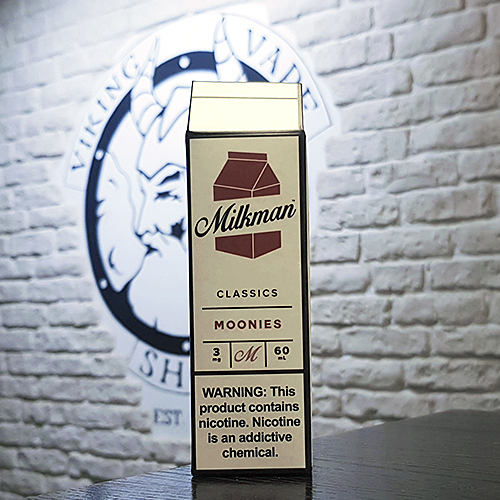 VIKING VAPE
SH
EST
Milkman™
CLASSICS
MOONIES
3 mg M 60 mL
WARNING: This
product contains
nicotine. Nicotine
is an addictive
chemical.